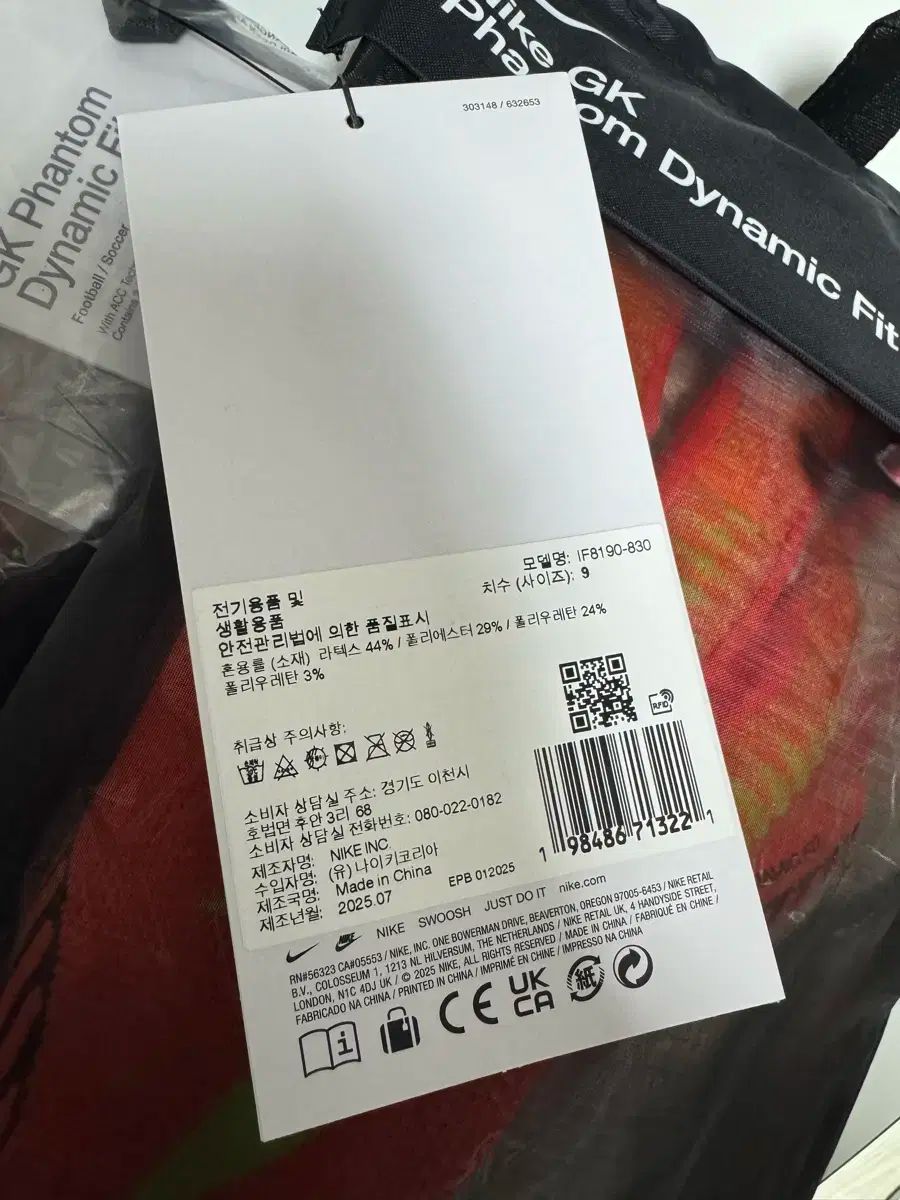 303148 / 632653
Nike GK
Phantom Dynamic Fit
GK Phantom
Dynamic
Football / Soccer
With ACC
모델명: IF8190-830
치수 (사이즈): 9
전기용품 및
생활용품
안전관리법에 의한 품질표시
혼용률 (소재) 라텍스 44% / 폴리에스터 29% / 폴리우레탄 24%
폴리우레탄 3%
RFID
취급상 주의사항:
소비자 상담실 주소: 경기도 이천시
호법면 후안 3리 68
소비자 상담실 전화번호: 080-022-0182
제조자명: NIKE INC.
수입자명: (유) 나이키코리아
제조국명: Made in China
제조년월: 2025.07
EPB 012025
1 98486 71322 1
NIKE SWOOSH JUST DO IT nike.com
RN#56323 CA#05553 / NIKE, INC. ONE BOWERMAN DRIVE, BEAVERTON, OREGON 97005-6453 / NIKE RETAIL
B.V., COLOSSEUM 1, 1213 NL HILVERSUM, THE NETHERLANDS / NIKE RETAIL UK, 4 HANDYSIDE STREET,
LONDON, N1C 4DJ UK / © 2025 NIKE, ALL RIGHTS RESERVED / MADE IN CHINA / FABRIQUÉ EN CHINE /
FABRICADO NA CHINA / PRINTED IN CHINA / IMPRIMÉ EN CHINE / IMPRESSO NA CHINA
CE UK
CA 紙